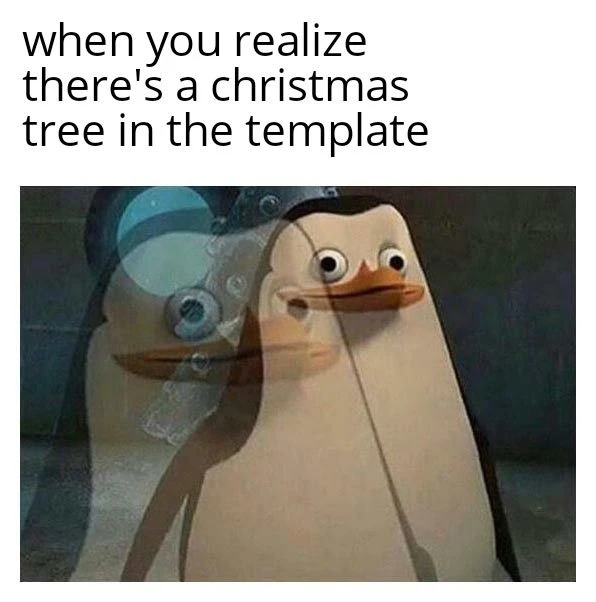 when you realize
there's a christmas
tree in the template